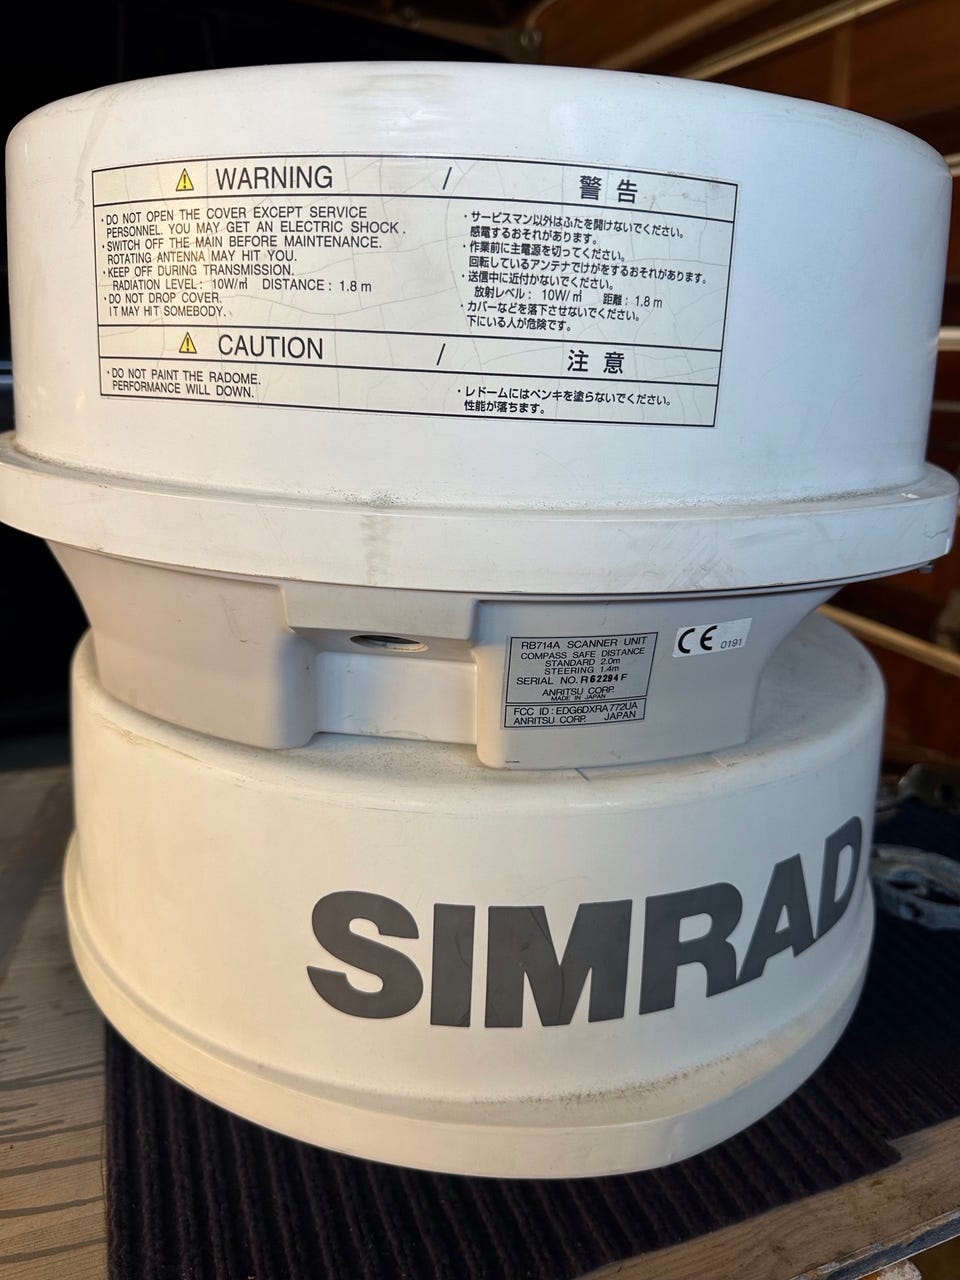 ⚠ WARNING / 警告
・DO NOT OPEN THE COVER EXCEPT SERVICE
PERSONNEL. YOU MAY GET AN ELECTRIC SHOCK.
・SWITCH OFF THE MAIN BEFORE MAINTENANCE.
ROTATING ANTENNA MAY HIT YOU.
・KEEP OFF DURING TRANSMISSION.
RADIATION LEVEL: 10W/㎡ DISTANCE: 1.8 m
・DO NOT DROP COVER.
IT MAY HIT SOMEBODY.
・サービスマン以外はふたを開けないでください。
感電するおそれがあります。
・作業前に主電源を切ってください。
回転しているアンテナでけがをするおそれがあります。
・送信中に近付かないでください。
放射レベル: 10W/㎡ 距離: 1.8 m
・カバーなどを落下させないでください。
下にいる人が危険です。
⚠ CAUTION / 注意
・DO NOT PAINT THE RADOME.
PERFORMANCE WILL DOWN.
・レドームにはペンキを塗らないでください。
性能が落ちます。
RB714A SCANNER UNIT
COMPASS SAFE DISTANCE
STANDARD 2.0m
STEERING 1.4m
SERIAL NO. R62294F
ANRITSU CORP.
MADE IN JAPAN
FCC ID: EDG6DXRA772UA
ANRITSU CORP. JAPAN
CE 0191
SIMRAD